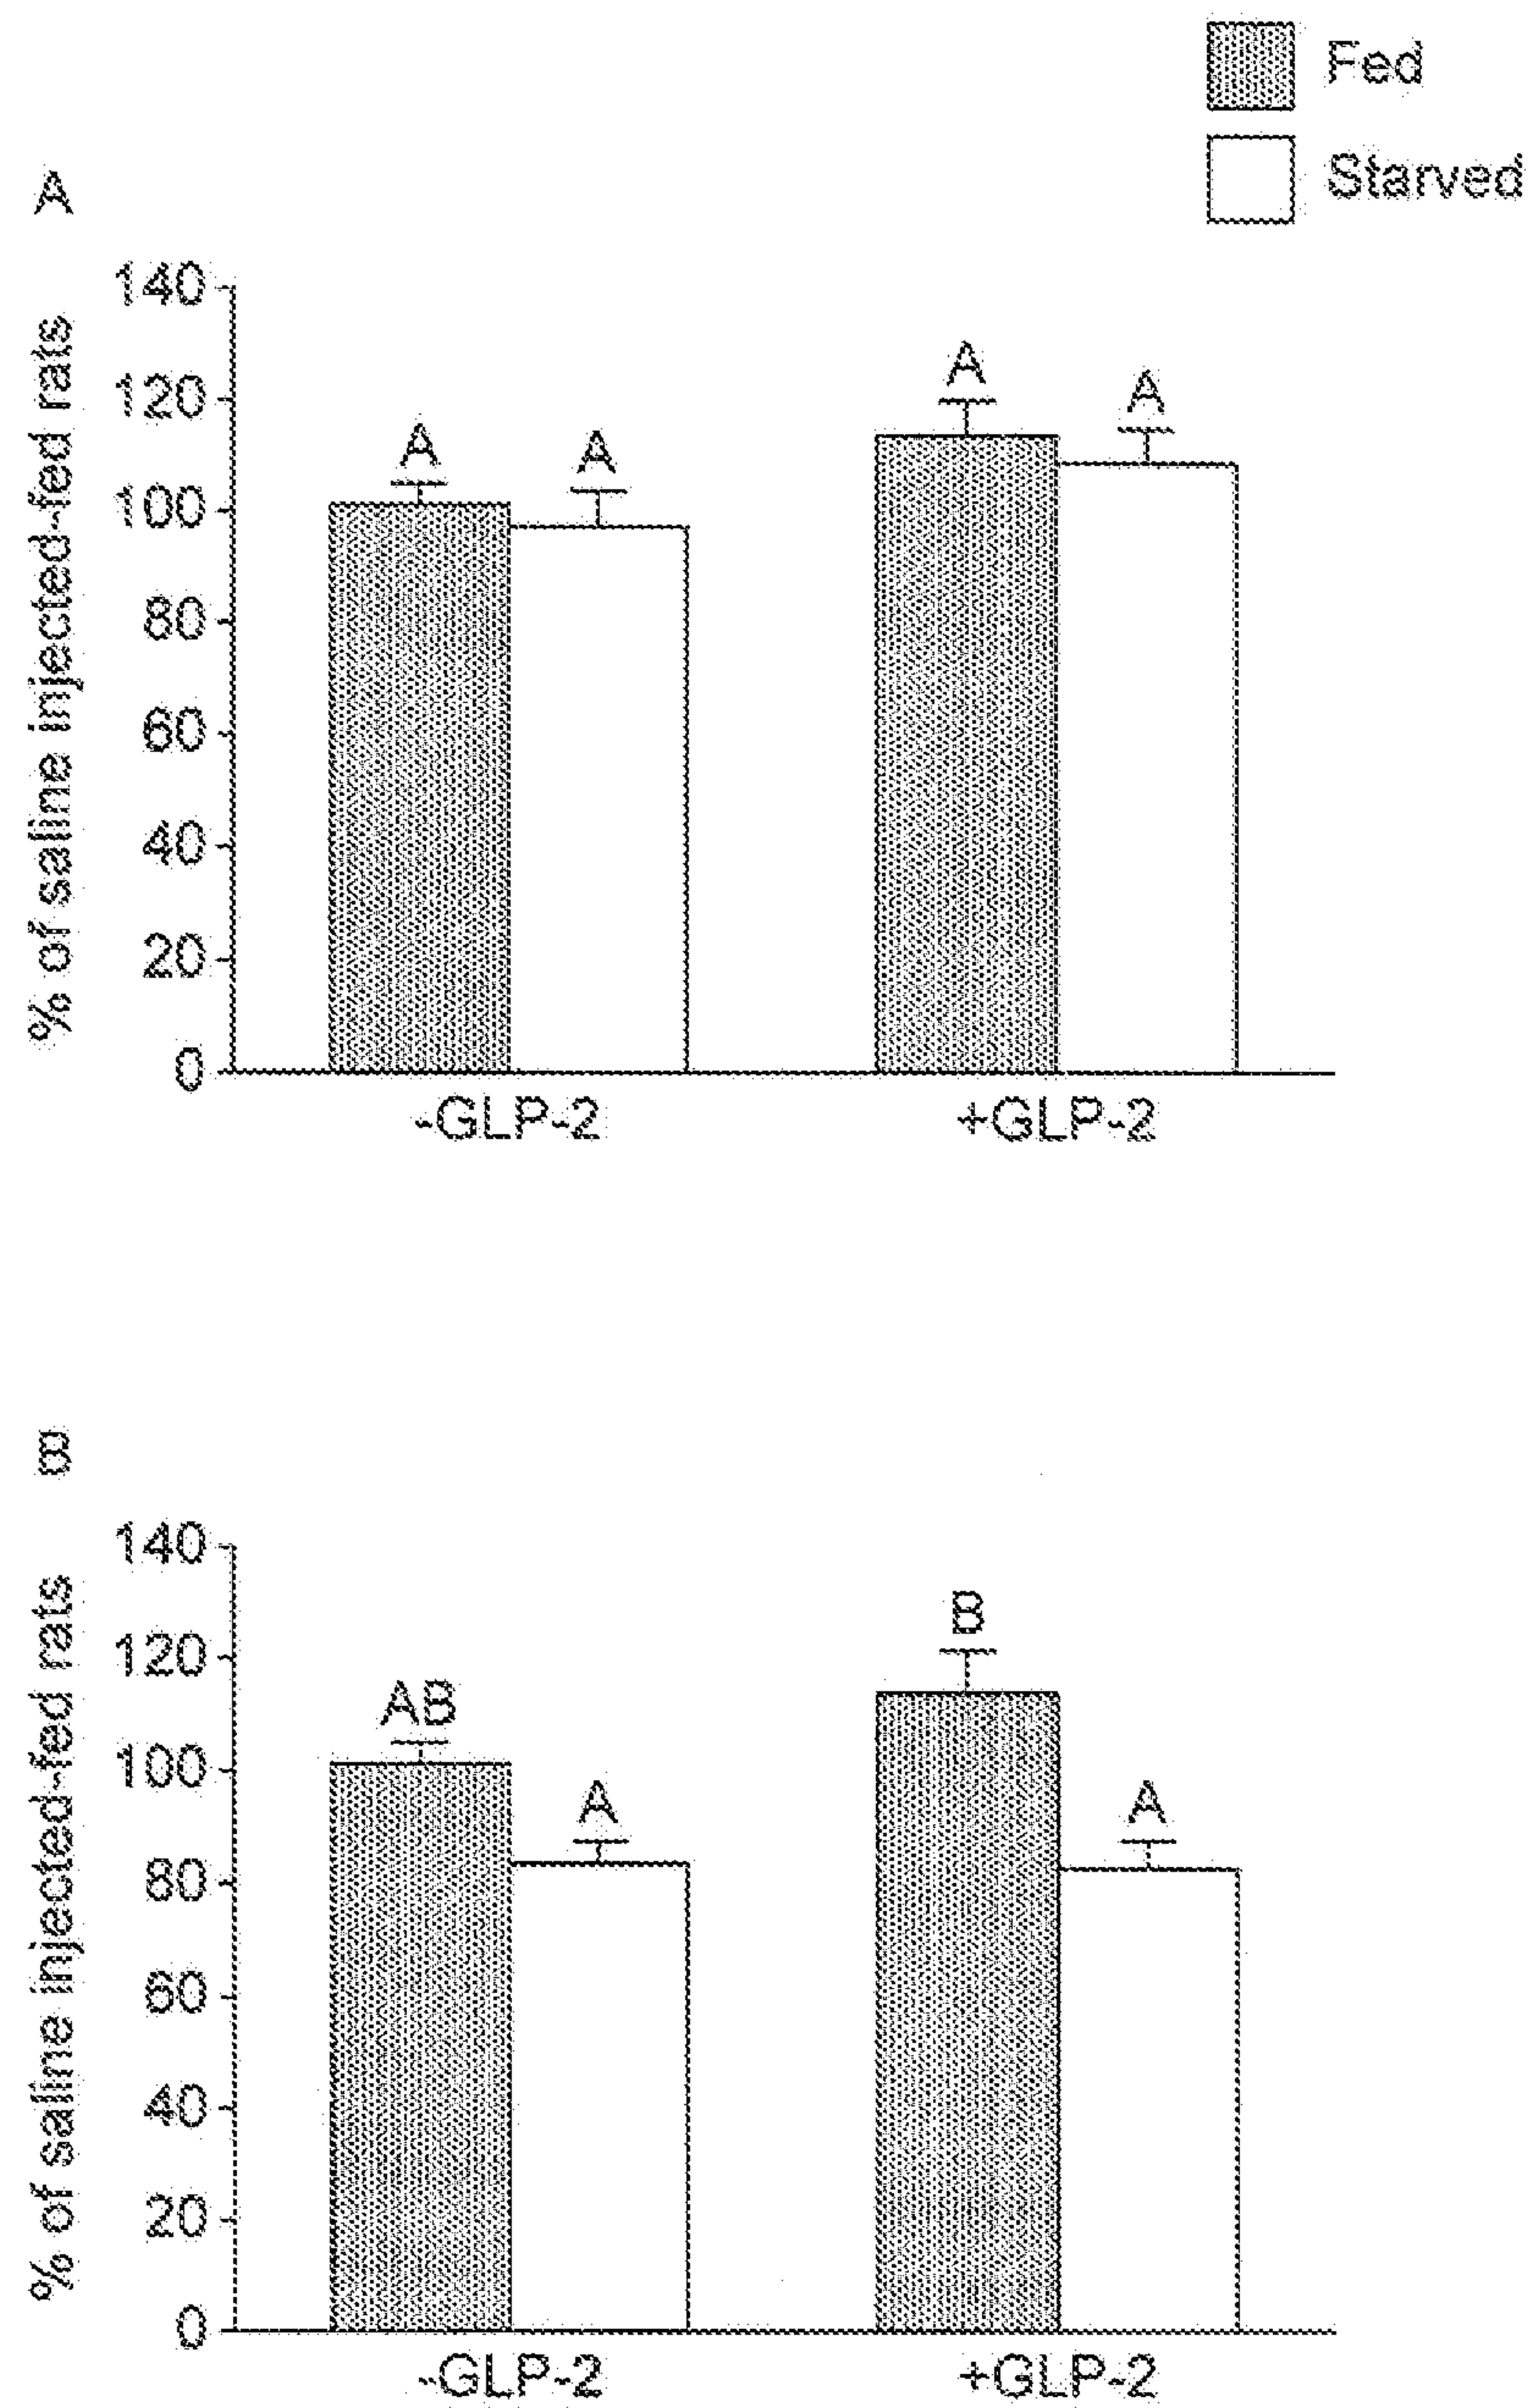 Fed
Starved
A
% of saline injected-fed rats
140
120
100
80
60
40
20
0
A
A
A
A
-GLP-2
+GLP-2
B
% of saline injected-fed rats
140
120
100
80
60
40
20
0
AB
A
B
A
-GLP-2
+GLP-2